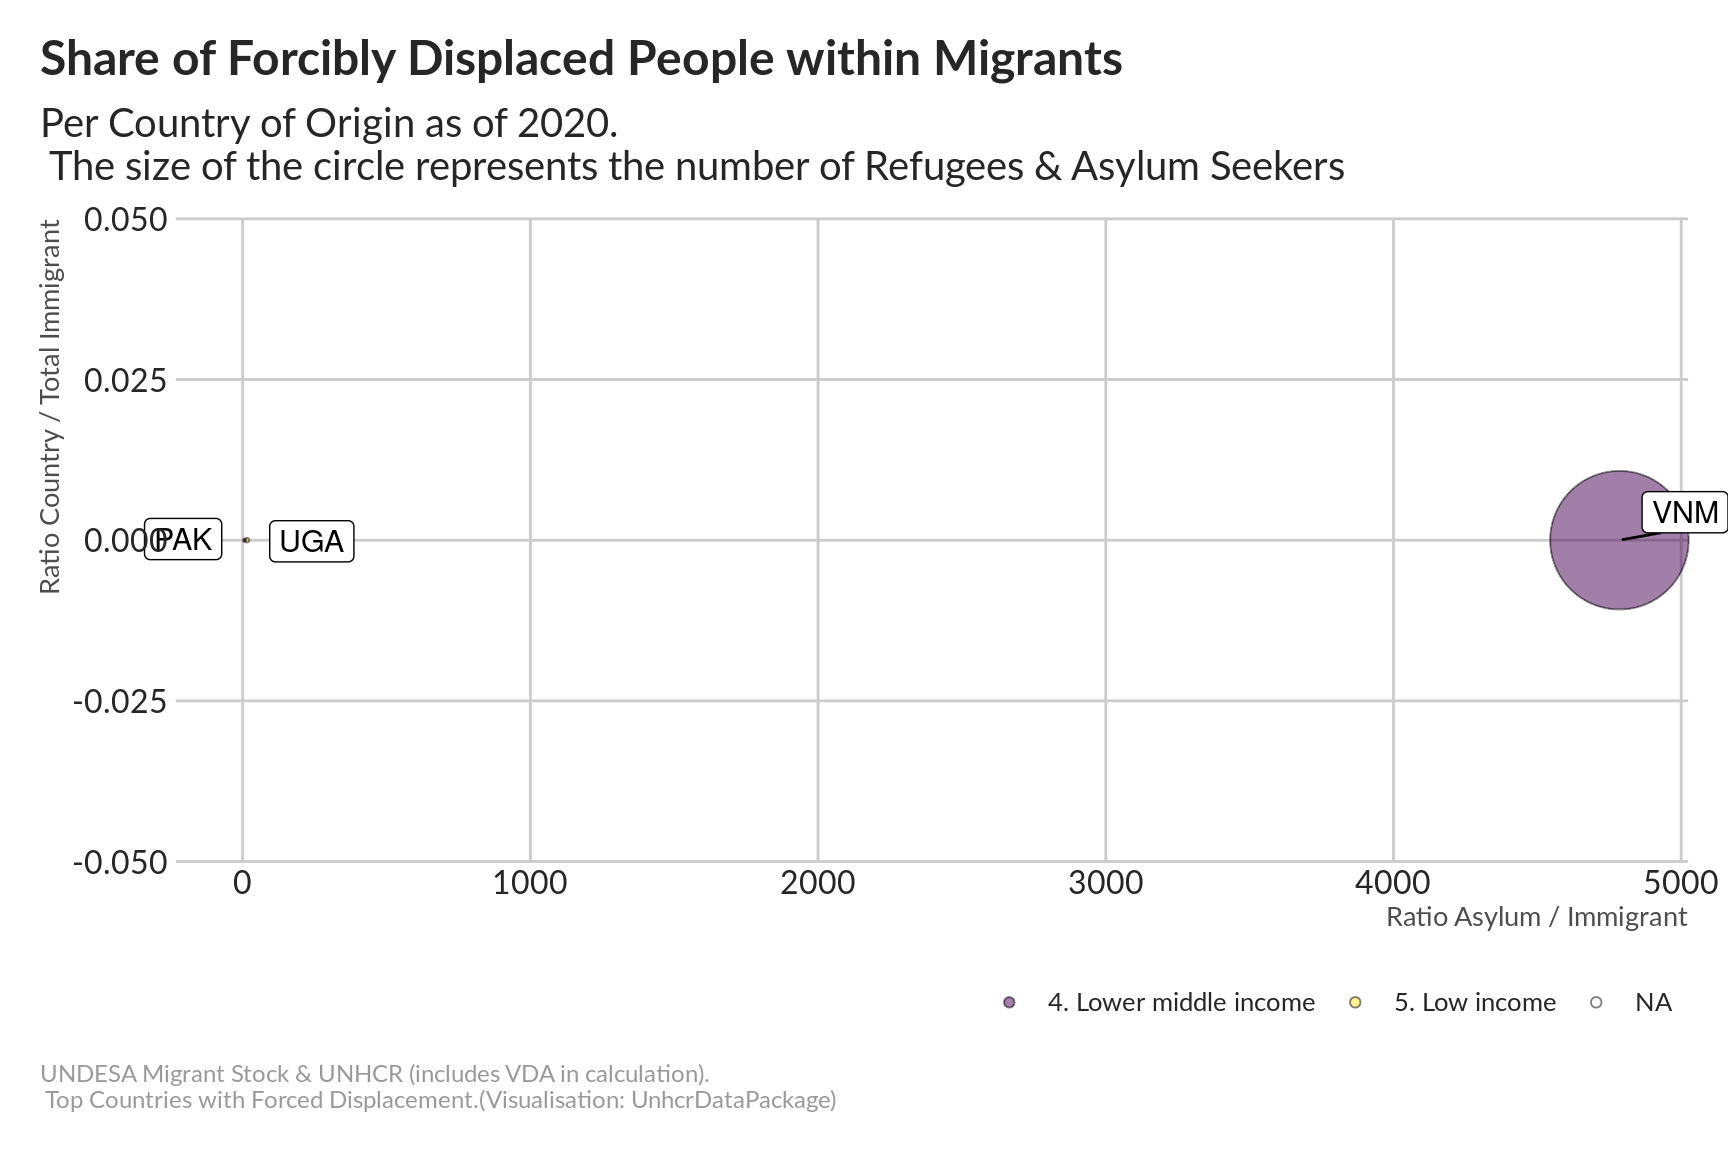 Share of Forcibly Displaced People within Migrants
Per Country of Origin as of 2020.
The size of the circle represents the number of Refugees & Asylum Seekers
Ratio Country / Total Immigrant
0.050
0.025
0.000
-0.025
-0.050
PAK
UGA
VNM
0 1000 2000 3000 4000 5000
Ratio Asylum / Immigrant
4. Lower middle income 5. Low income NA
UNDESA Migrant Stock & UNHCR (includes VDA in calculation).
Top Countries with Forced Displacement.(Visualisation: UnhcrDataPackage)